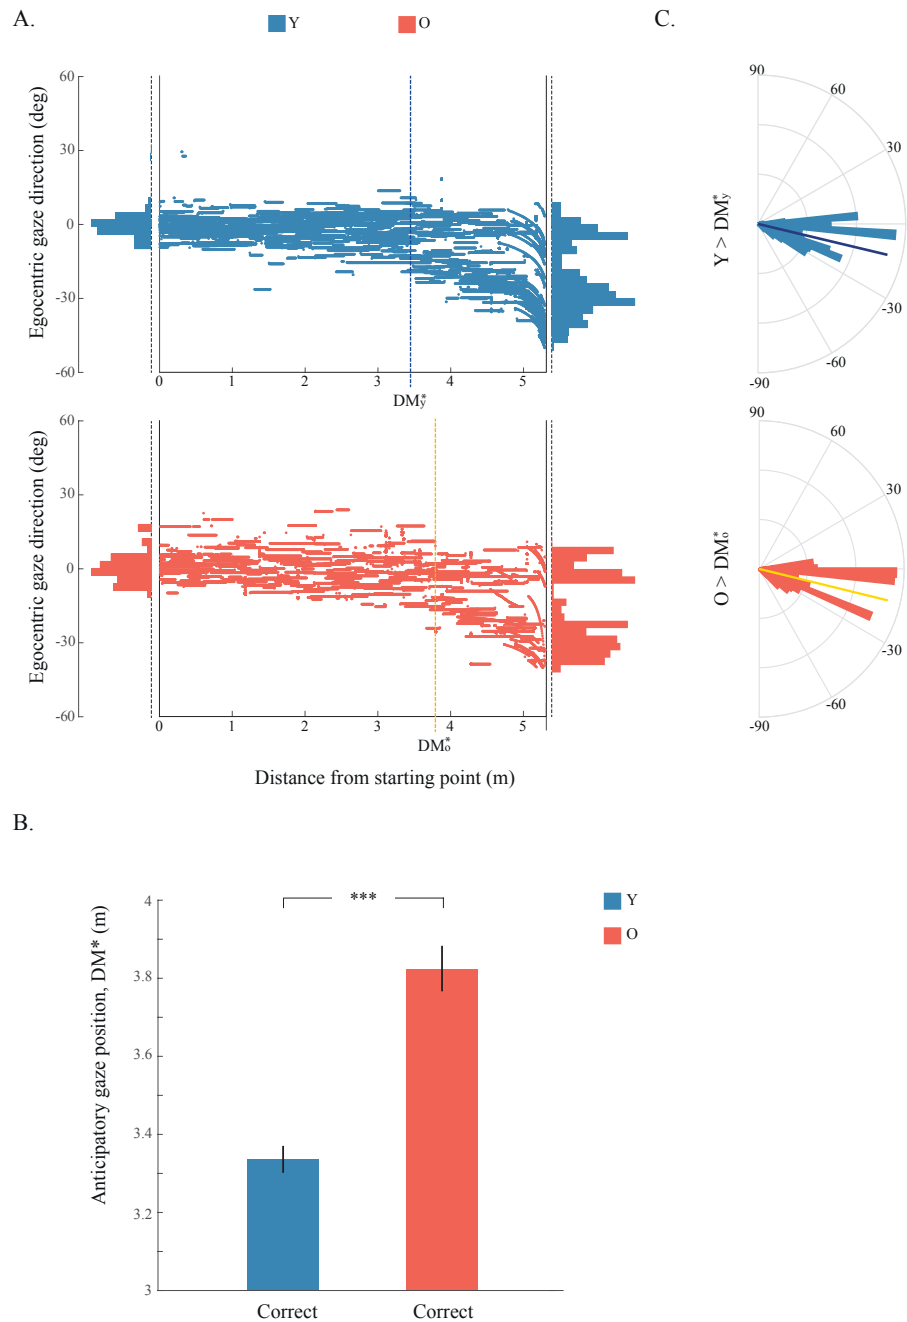 A.
Y
O
C.
Egocentric gaze direction (deg)
60
30
0
-30
-60
0
1
2
3
4
5
DM*y
Y > DM*y
90
60
30
-30
-60
-90
Egocentric gaze direction (deg)
60
30
0
-30
-60
0
1
2
3
4
5
DM*o
Distance from starting point (m)
O > DM*o
90
60
30
-30
-60
-90
B.
Anticipatory gaze position, DM* (m)
4
3.8
3.6
3.4
3.2
3
***
Y
O
Correct
Correct